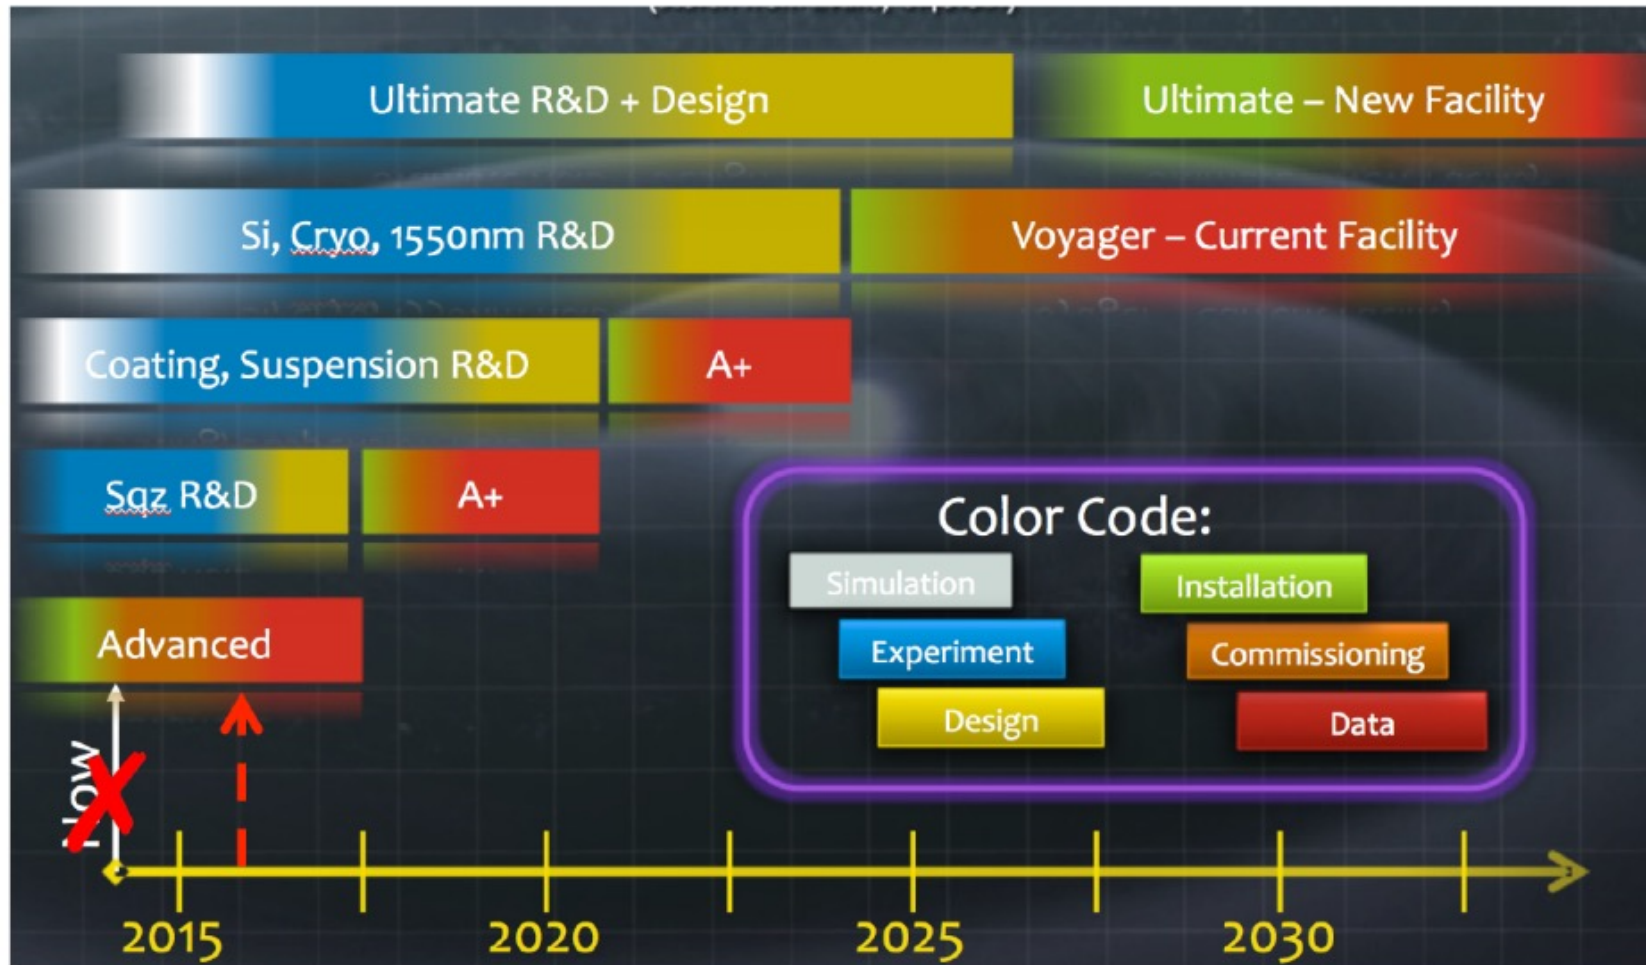 Ultimate R&D + Design
Ultimate – New Facility
Si, Cryo, 1550nm R&D
Voyager – Current Facility
Coating, Suspension R&D
A+
Sqz R&D
A+
Advanced
Color Code:
Simulation
Installation
Experiment
Commissioning
Design
Data
Now
2015
2020
2025
2030